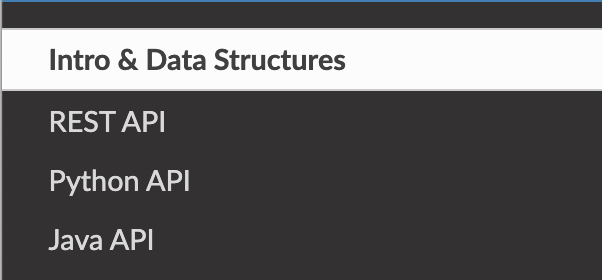 Intro & Data Structures
REST API
Python API
Java API